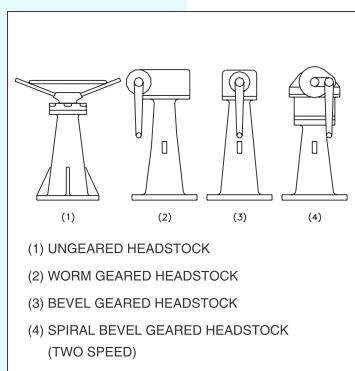 (1) (2) (3) (4)
(1) UNGEARED HEADSTOCK
(2) WORM GEARED HEADSTOCK
(3) BEVEL GEARED HEADSTOCK
(4) SPIRAL BEVEL GEARED HEADSTOCK
(TWO SPEED)